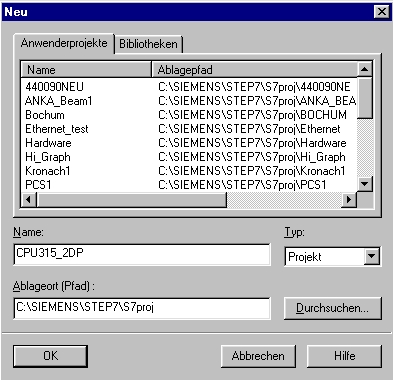 Neu
Anwenderprojekte Bibliotheken
Name Ablagepfad
440090NEU C:\SIEMENS\STEP7\S7proj\440090NE
ANKA_Beam1 C:\SIEMENS\STEP7\S7proj\ANKA_BEA
Bochum C:\SIEMENS\STEP7\S7proj\BOCHUM
Ethernet_test C:\SIEMENS\STEP7\S7proj\Ethernet
Hardware C:\SIEMENS\STEP7\S7proj\Hardware
Hi_Graph C:\SIEMENS\STEP7\S7proj\Hi_Graph
Kronach1 C:\SIEMENS\STEP7\S7proj\Kronach1
PCS1 C:\SIEMENS\STEP7\S7proj\PCS1
Name: Typ:
CPU315_2DP Projekt
Ablageort (Pfad) :
C:\SIEMENS\STEP7\S7proj Durchsuchen...
OK Abbrechen Hilfe